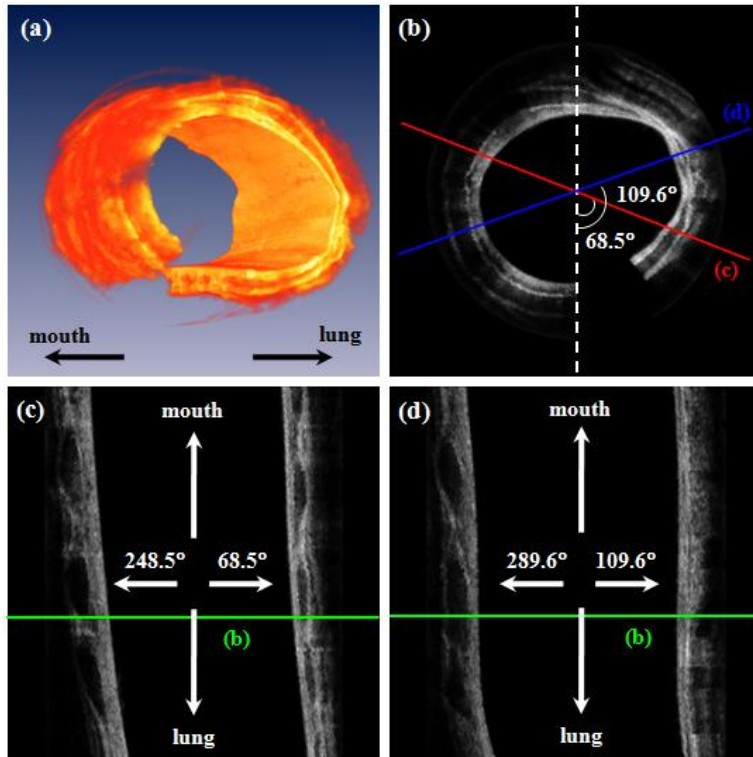 (a)
mouth
lung
(b)
(d)
109.6°
68.5°
(c)
(c)
mouth
248.5°
68.5°
(b)
lung
(d)
mouth
289.6°
109.6°
(b)
lung